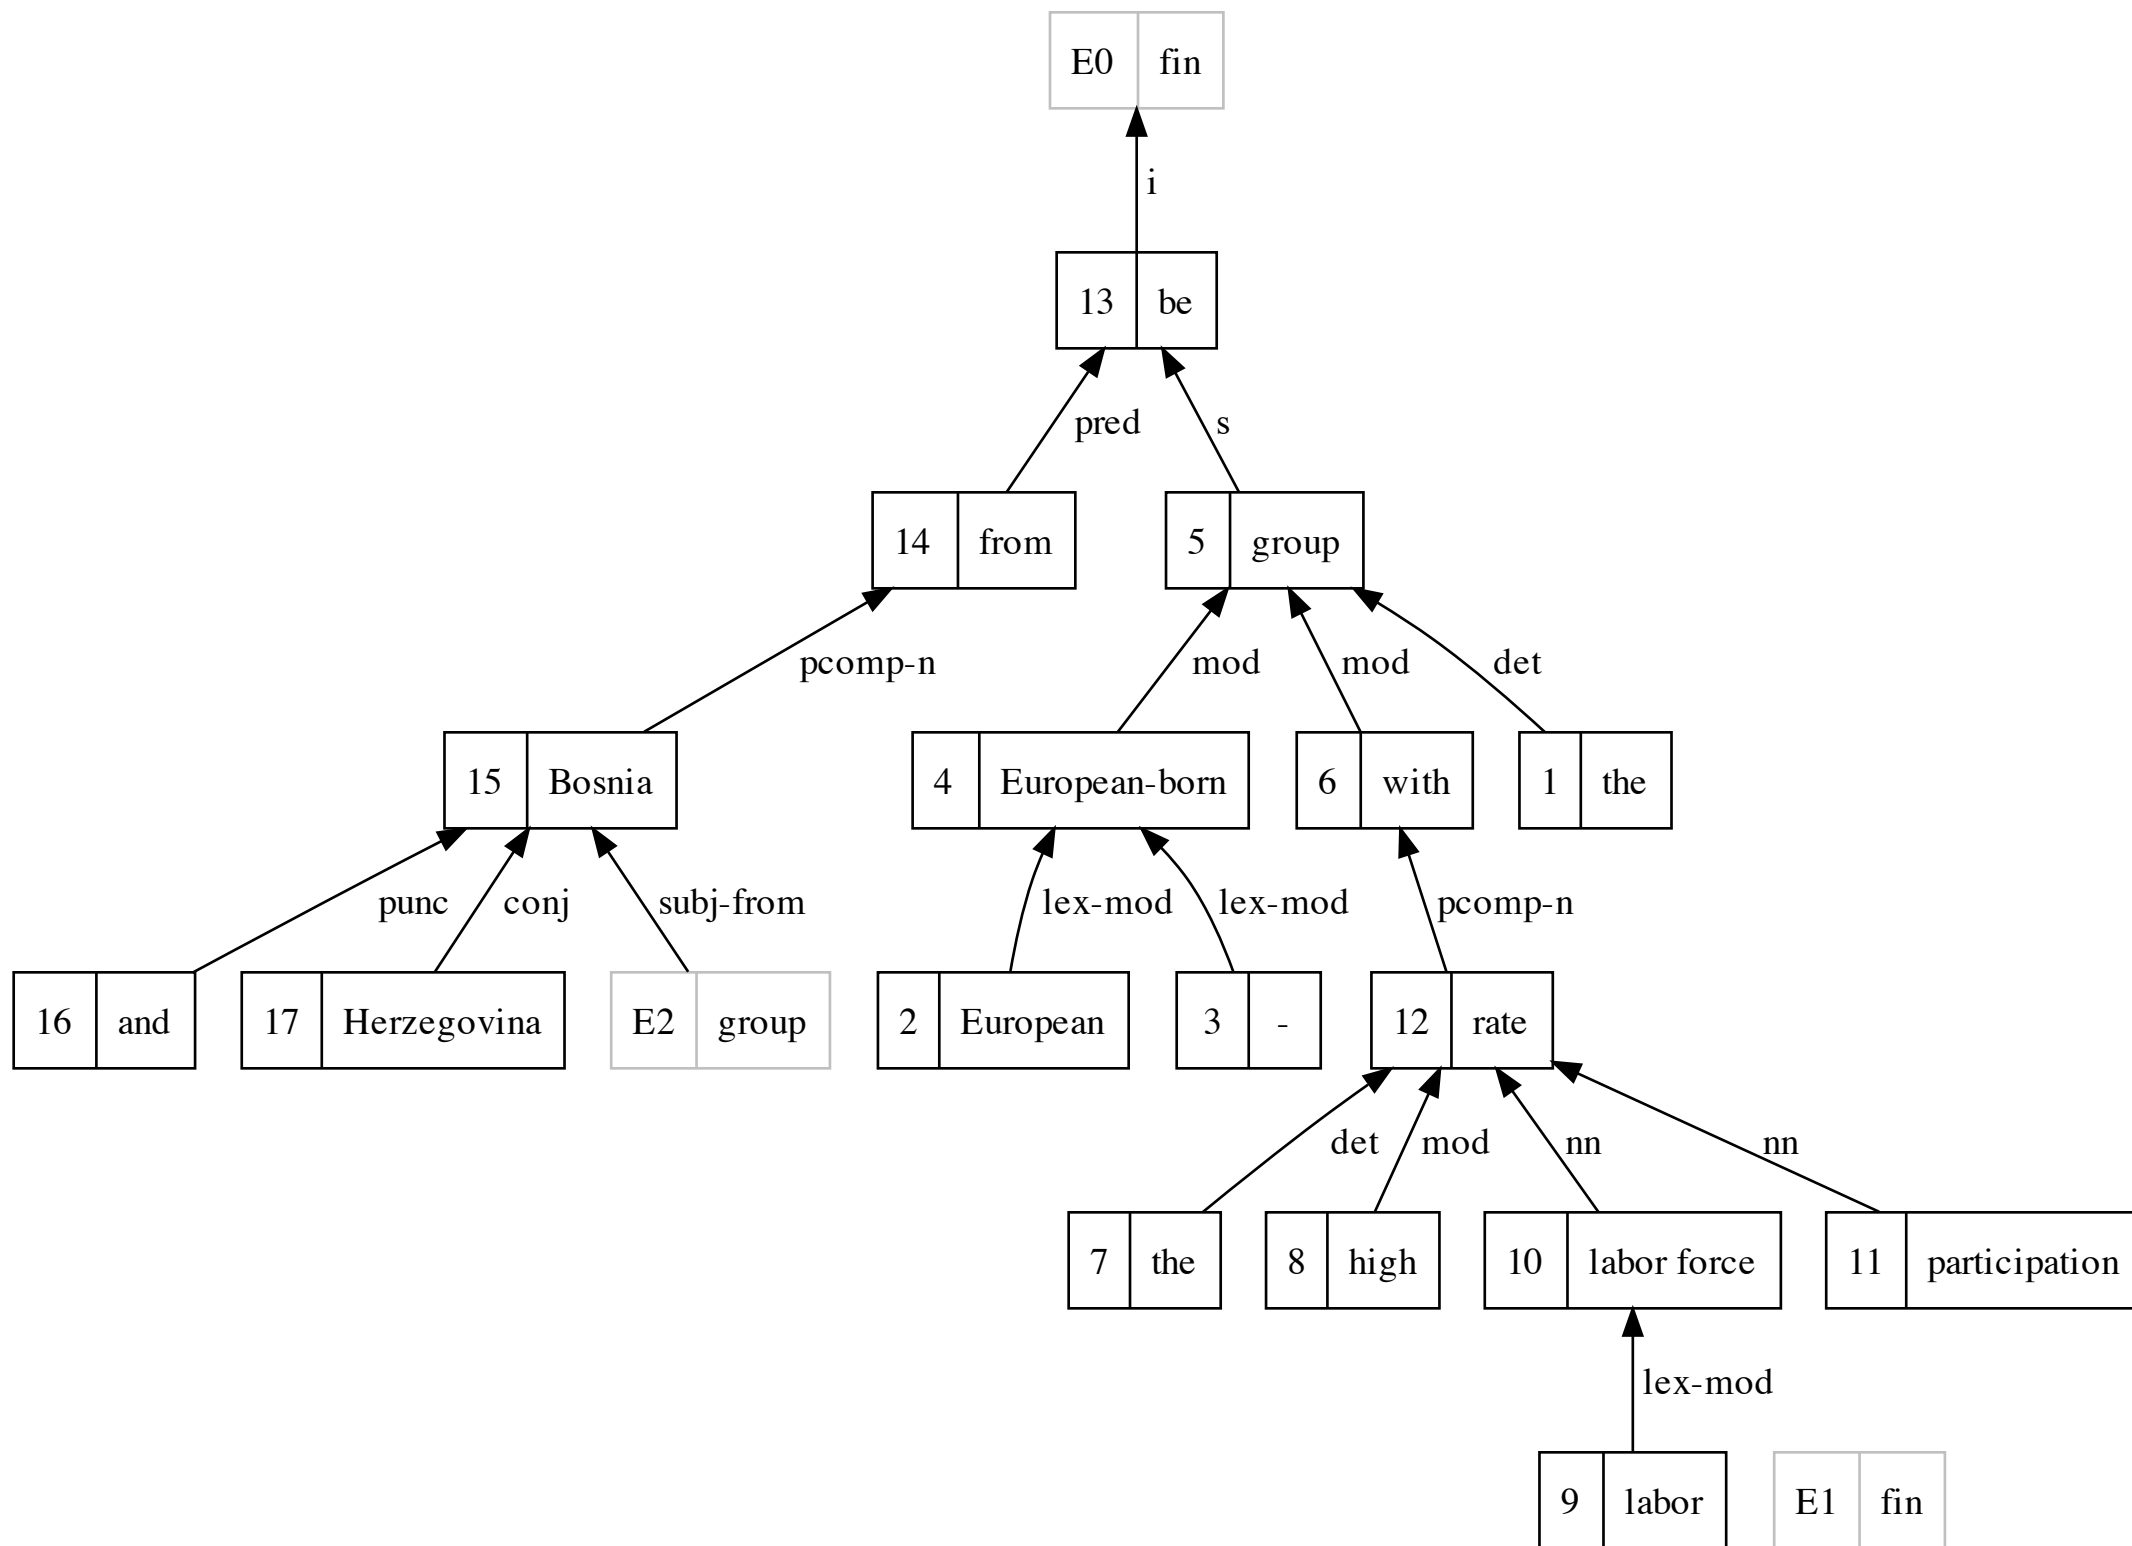 E0 fin
i
13 be
pred s
14 from 5 group
pcomp-n mod mod det
15 Bosnia 4 European-born 6 with 1 the
punc conj subj-from lex-mod lex-mod pcomp-n
16 and 17 Herzegovina E2 group 2 European 3 - 12 rate
det mod nn nn
7 the 8 high 10 labor force 11 participation
lex-mod
9 labor E1 fin